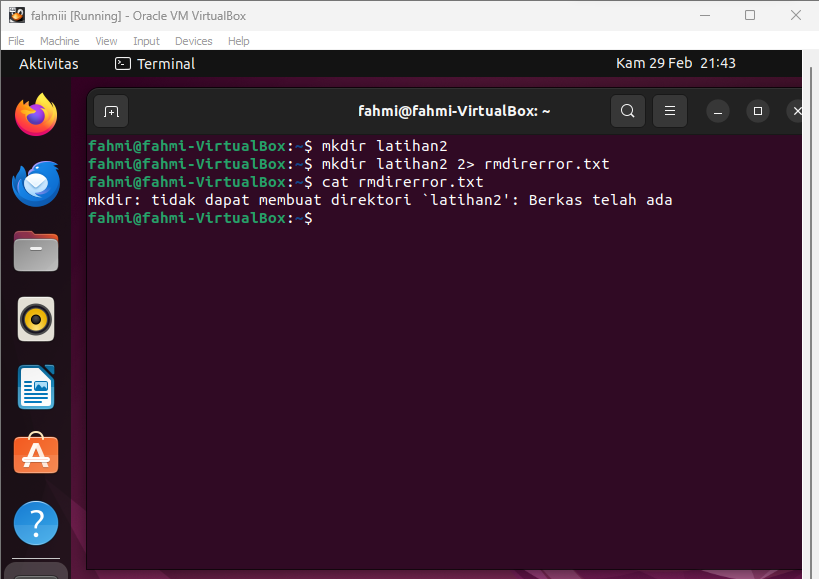 fahmiii [Running] - Oracle VM VirtualBox
File Machine View Input Devices Help
Aktivitas Terminal Kam 29 Feb 21:43
fahmi@fahmi-VirtualBox: ~
fahmi@fahmi-VirtualBox:~$ mkdir latihan2
fahmi@fahmi-VirtualBox:~$ mkdir latihan2 2> rmdirerror.txt
fahmi@fahmi-VirtualBox:~$ cat rmdirerror.txt
mkdir: tidak dapat membuat direktori `latihan2': Berkas telah ada
fahmi@fahmi-VirtualBox:~$